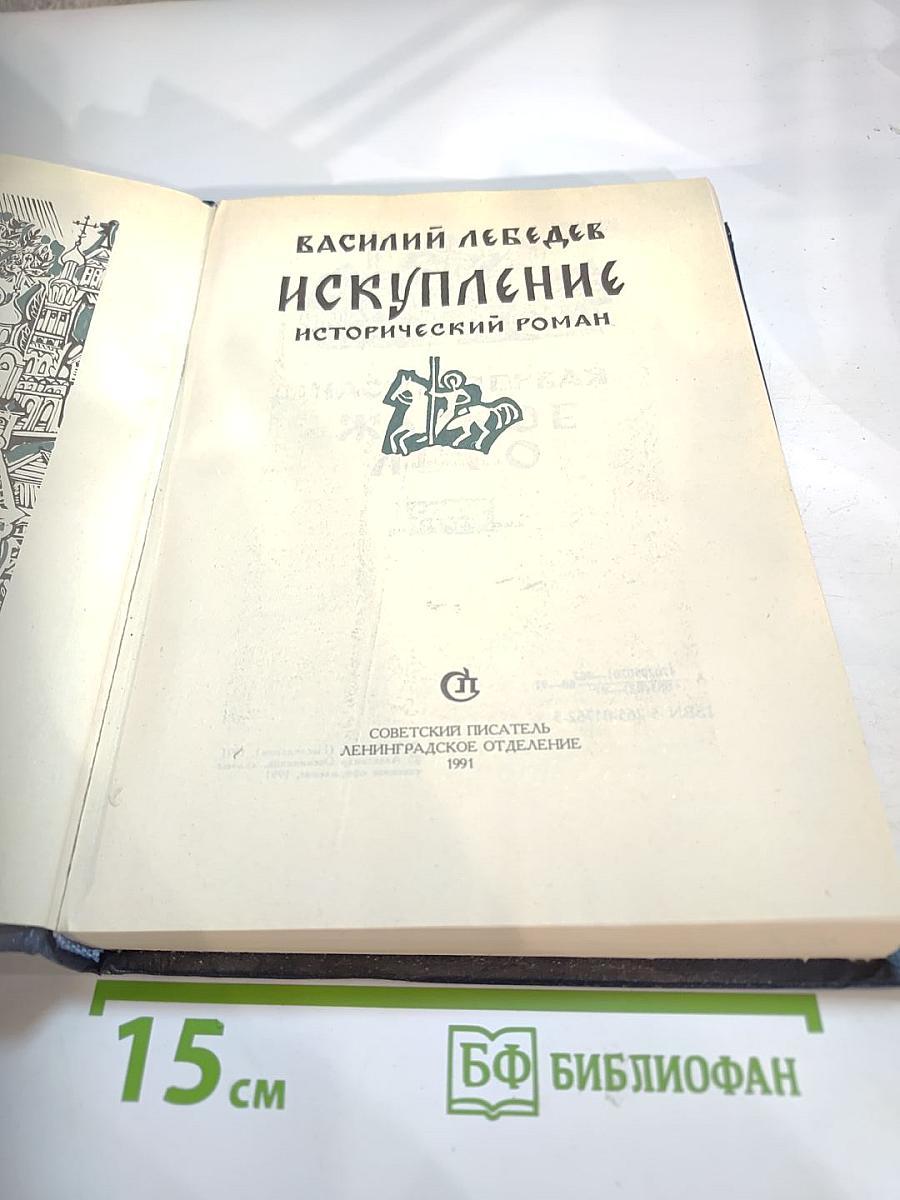 ВАСИЛИЙ ЛЕБЕДЕВ
ИСКУПЛЕНИЕ
ИСТОРИЧЕСКИЙ РОМАН
СП
СОВЕТСКИЙ ПИСАТЕЛЬ
ЛЕНИНГРАДСКОЕ ОТДЕЛЕНИЕ
1991
15 см
БФ БИБЛИОФАН